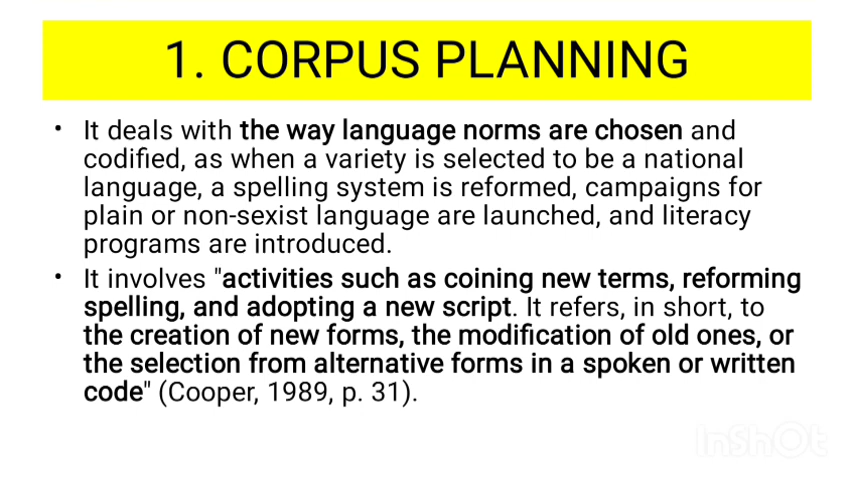 1. CORPUS PLANNING
• It deals with the way language norms are chosen and
codified, as when a variety is selected to be a national
language, a spelling system is reformed, campaigns for
plain or non-sexist language are launched, and literacy
programs are introduced.
• It involves "activities such as coining new terms, reforming
spelling, and adopting a new script. It refers, in short, to
the creation of new forms, the modification of old ones, or
the selection from alternative forms in a spoken or written
code" (Cooper, 1989, p. 31).
InShOt